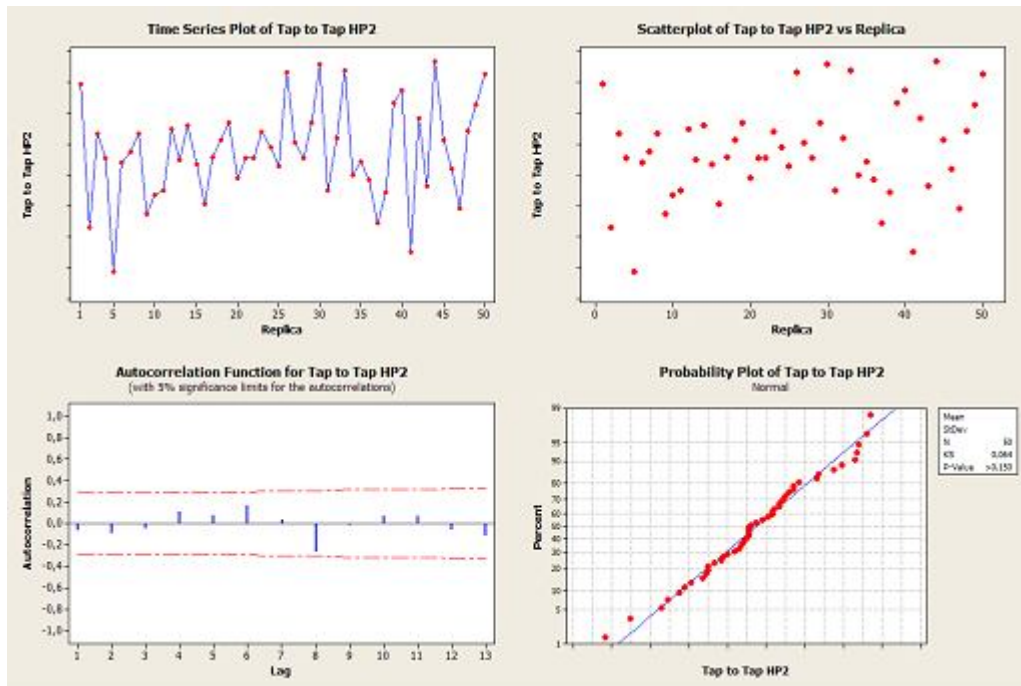 Time Series Plot of Tap to Tap HP2
Tap to Tap HP2
1 5 10 15 20 25 30 35 40 45 50
Replica
Scatterplot of Tap to Tap HP2 vs Replica
Tap to Tap HP2
0 10 20 30 40 50
Replica
Autocorrelation Function for Tap to Tap HP2
(with 5% significance limits for the autocorrelations)
Autocorrelation
1,0
0,8
0,6
0,4
0,2
0,0
-0,2
-0,4
-0,6
-0,8
-1,0
1 2 3 4 5 6 7 8 9 10 11 12 13
Lag
Probability Plot of Tap to Tap HP2
Normal
Percent
99
95
90
80
70
60
50
40
30
20
10
5
1
Tap to Tap HP2
Mean
StDev
N 50
KS 0,064
P-Value >0,150